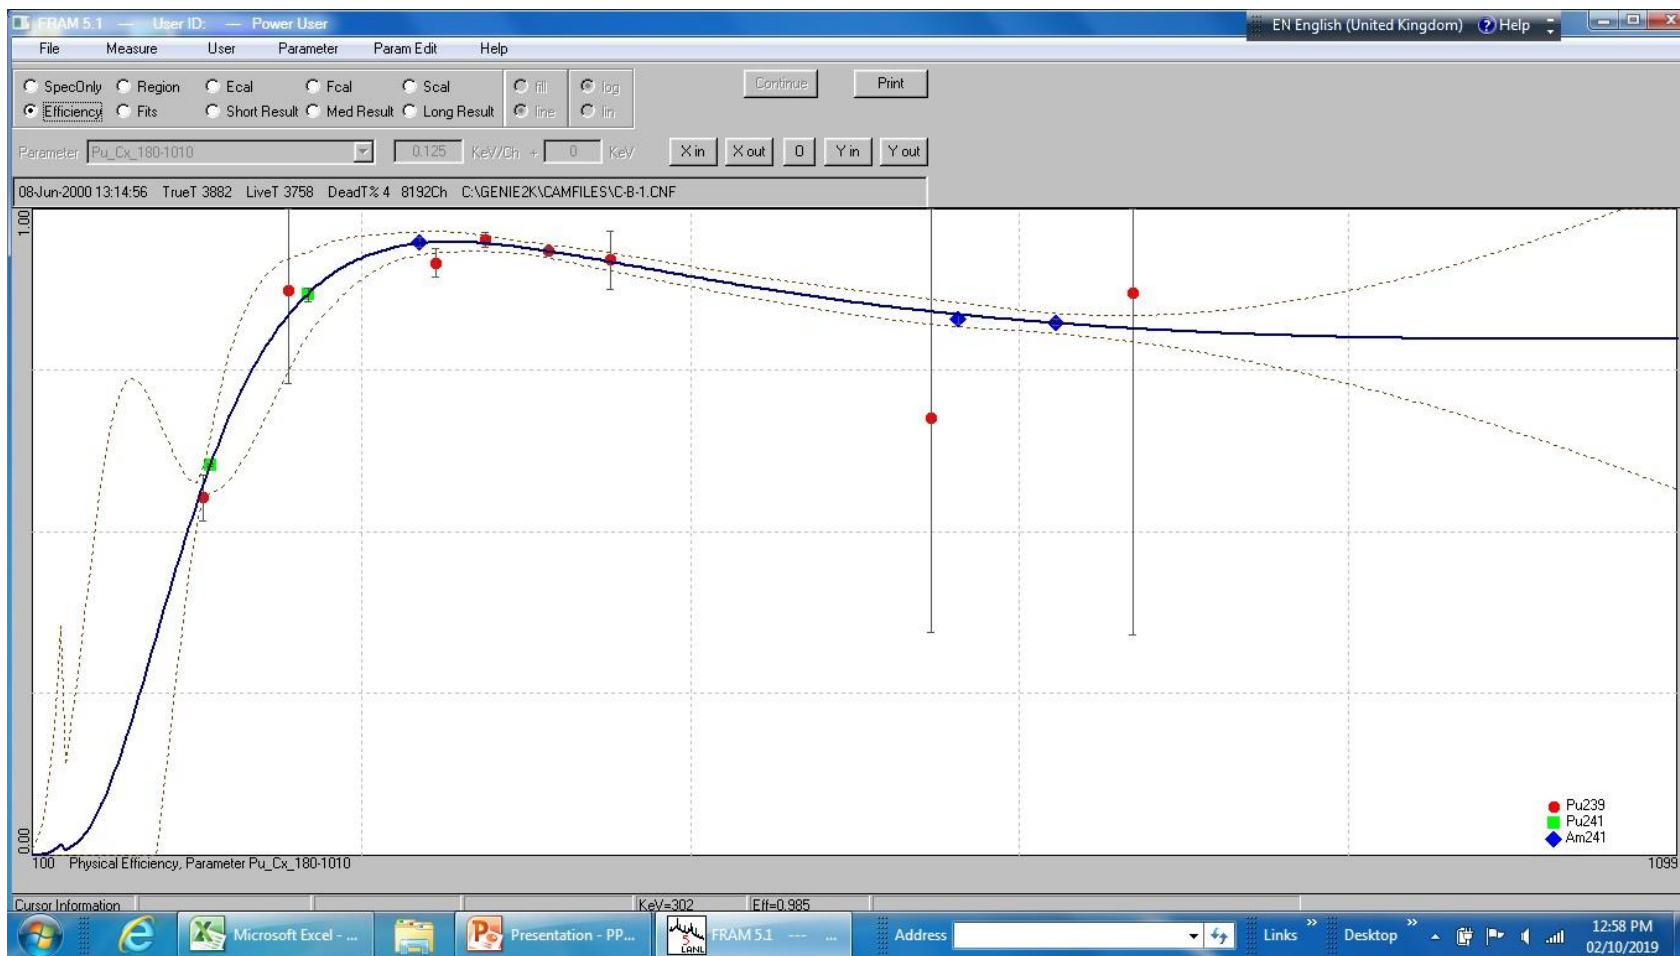 FRAM 5.1 — User ID: — Power User
EN English (United Kingdom) Help
File Measure User Parameter Param Edit Help
SpecOnly Region Ecal Fcal Scal fill log
Continue Print
Efficiency Fits Short Result Med Result Long Result line lin
Parameter Pu_Cx_180-1010 0.125 KeV/Ch + 0 KeV X in X out 0 Y in Y out
08-Jun-2000 13:14:56 TrueT 3882 LiveT 3758 DeadT% 4 8192Ch C:\GENIE2K\CAMFILES\C-B-1.CNF
1.00
Pu239
Pu241
Am241
0.00
100 Physical Efficiency, Parameter Pu_Cx_180-1010 1099
Cursor Information KeV=302 Eff=0.985
Microsoft Excel - ... Presentation - PP... FRAM 5.1 --- ... Address Links » Desktop » 12:58 PM
5 LANL
02/10/2019